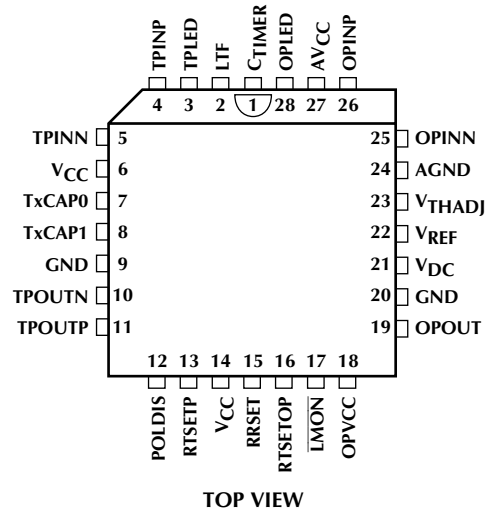 TPINP TPLED LTF CTIMER OPLED AVCC OPINP
4 3 2 1 28 27 26
TPINN 5 25 OPINN
VCC 6 24 AGND
TxCAP0 7 23 VTHADJ
TxCAP1 8 22 VREF
GND 9 21 VDC
TPOUTN 10 20 GND
TPOUTP 11 19 OPOUT
12 13 14 15 16 17 18
POLDIS RTSETP VCC RRSET RTSETOP LMON OPVCC
TOP VIEW